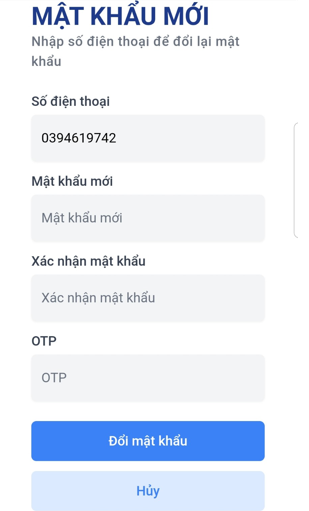 MẬT KHẨU MỚI
Nhập số điện thoại để đổi lại mật
khẩu
Số điện thoại
0394619742
Mật khẩu mới
Mật khẩu mới
Xác nhận mật khẩu
Xác nhận mật khẩu
OTP
OTP
Đổi mật khẩu
Hủy